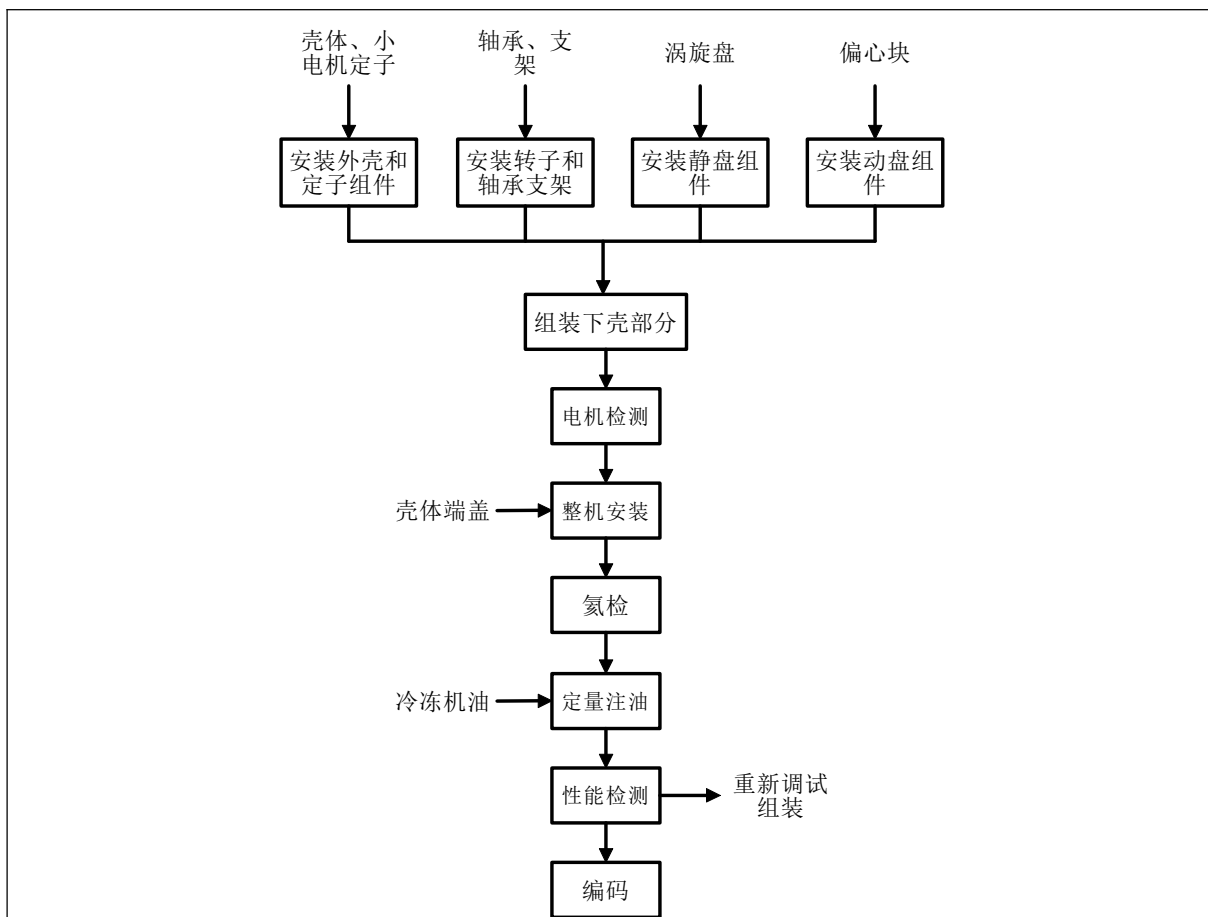 壳体、小
电机定子
轴承、支
架
涡旋盘
偏心块
安装外壳和
定子组件
安装转子和
轴承支架
安装静盘组
件
安装动盘组
件
组装下壳部分
电机检测
壳体端盖
整机安装
氦检
冷冻机油
定量注油
性能检测
重新调试
组装
编码